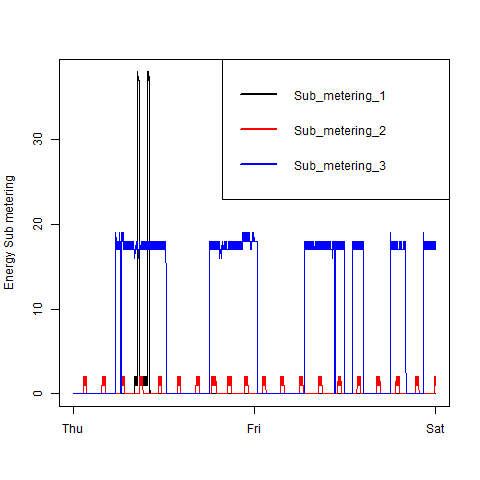 Sub_metering_1
Sub_metering_2
Sub_metering_3
Energy Sub metering
30
20
10
0
Thu Fri Sat